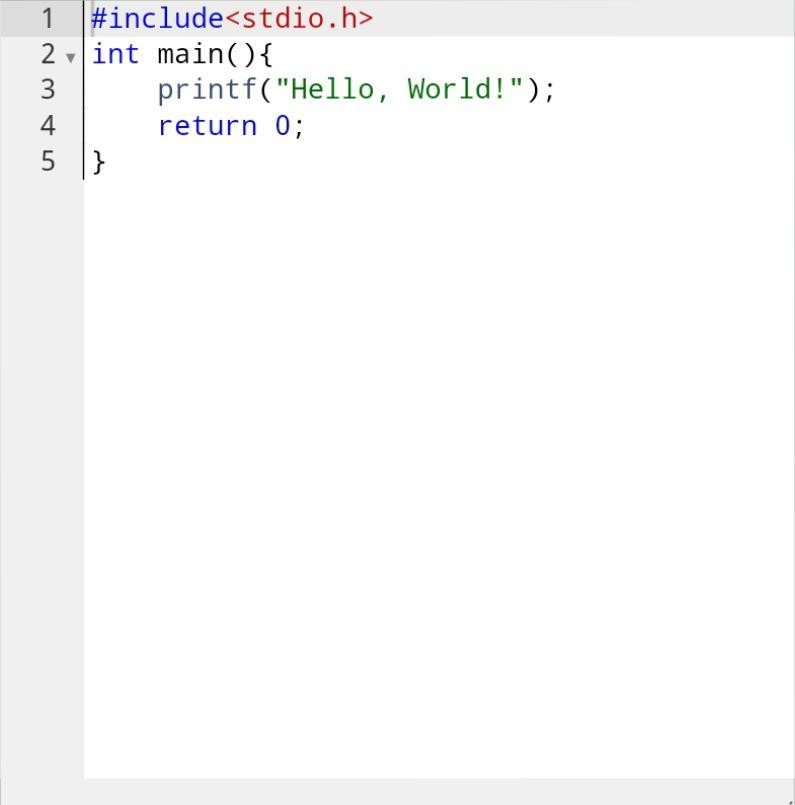 1 #include<stdio.h>
2 int main(){
3     printf("Hello, World!");
4     return 0;
5 }